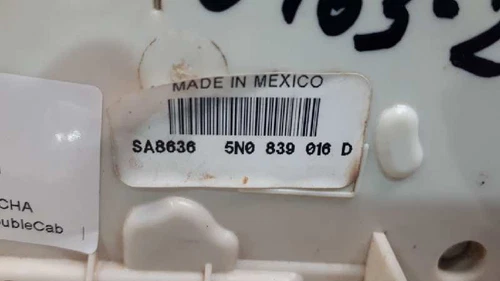 MADE IN MEXICO
SA8636 5N0 839 016 D
CHA
oubleCab